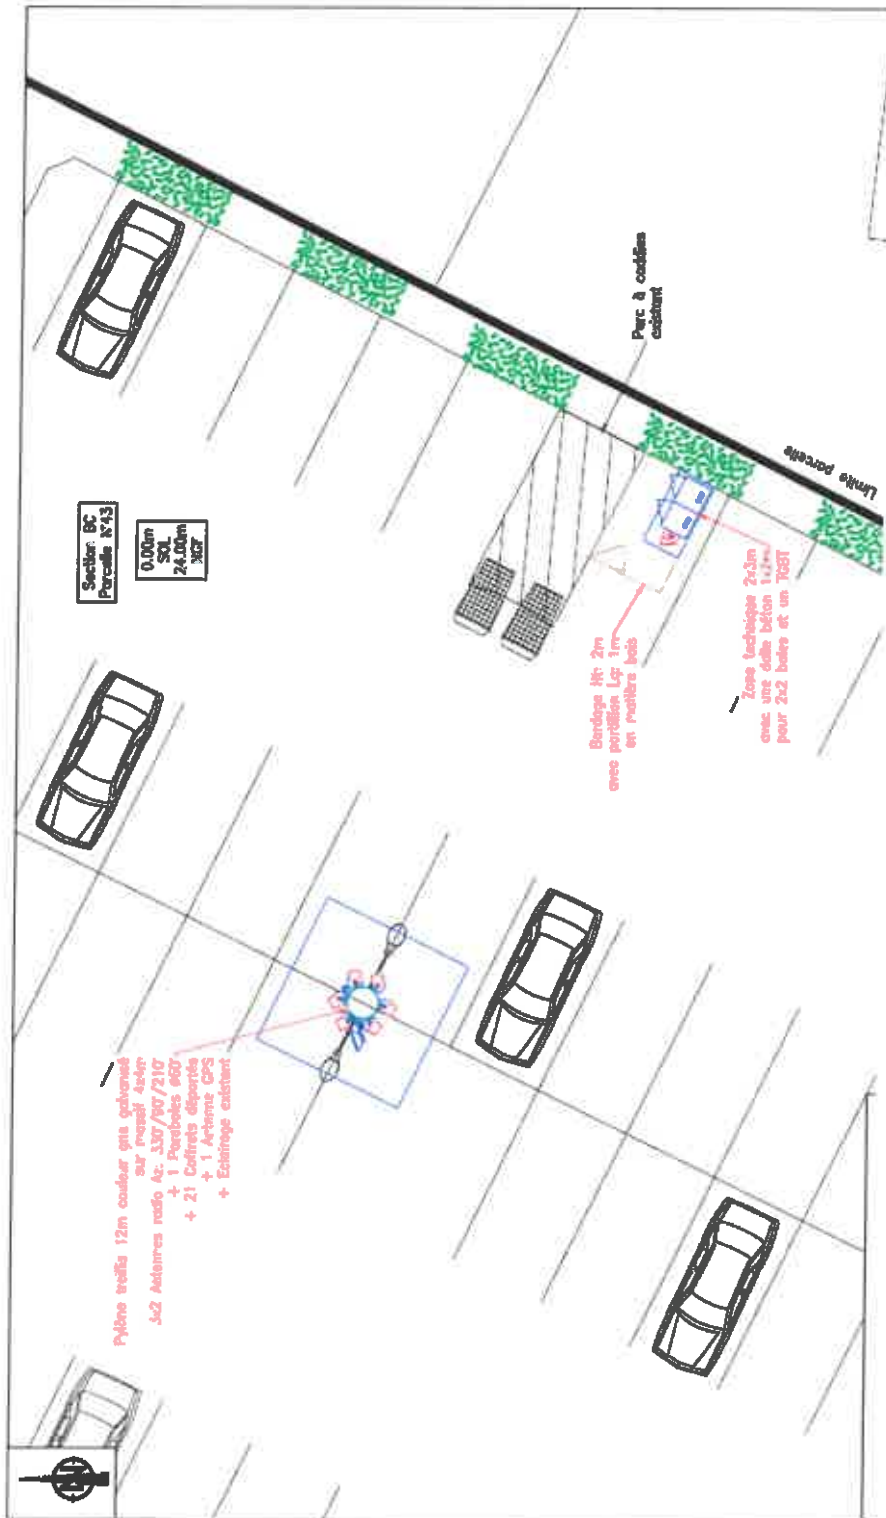 Section BC
Parcelle N°43
0.00m
SOL
24.00m
NGF
Parc à caddies
existant
Limite parcelle
Bardage Ht: 2m
avec portillon Lg: 1m
en matière bois
Zone technique 2x3m
avec une dalle béton
pour 2x2 baies et un TGBT
Pylône treillis 12m couleur gris galvanisé
sur massif 4x4m
3x2 Antennes radio Az: 330°/90°/210°
+ 1 Paraboles ø60
+ 21 Coffrets déportés
+ 1 Antenne GPS
+ Eclairage existant